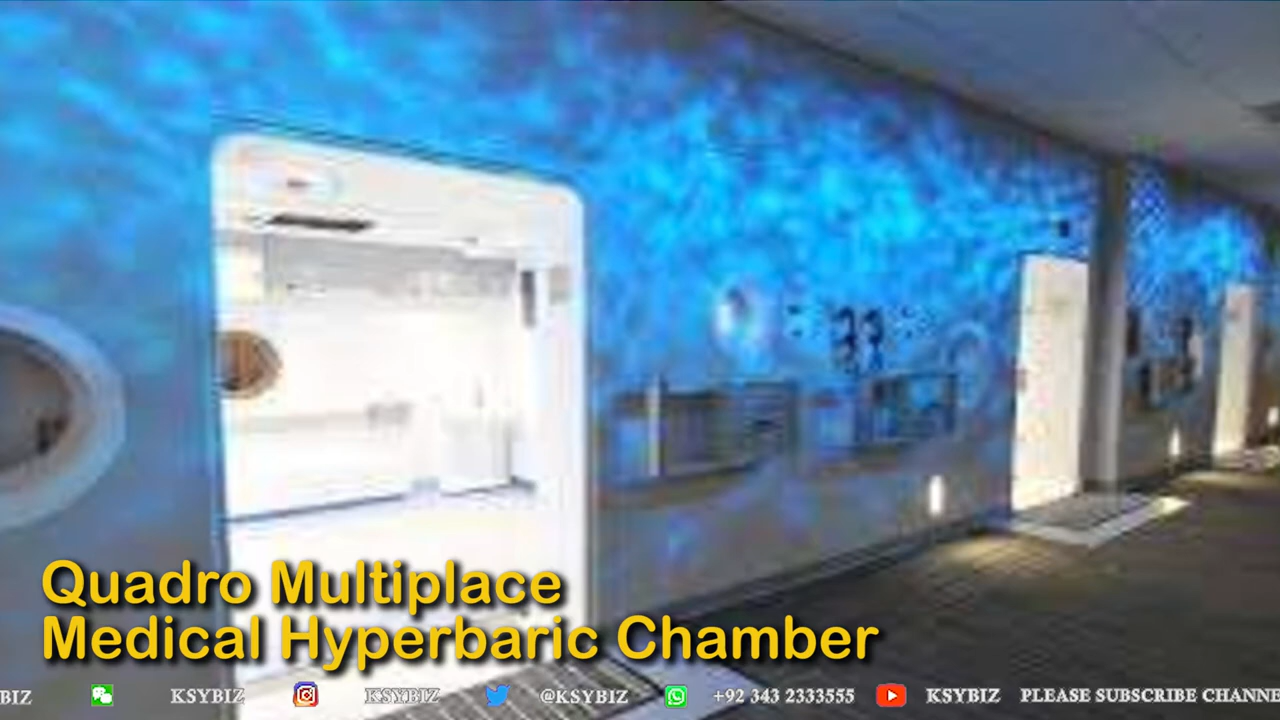 Quadro Multiplace
Medical Hyperbaric Chamber
BIZ KSYBIZ KSYBIZ @KSYBIZ +92 343 2333555 KSYBIZ PLEASE SUBSCRIBE CHANNE